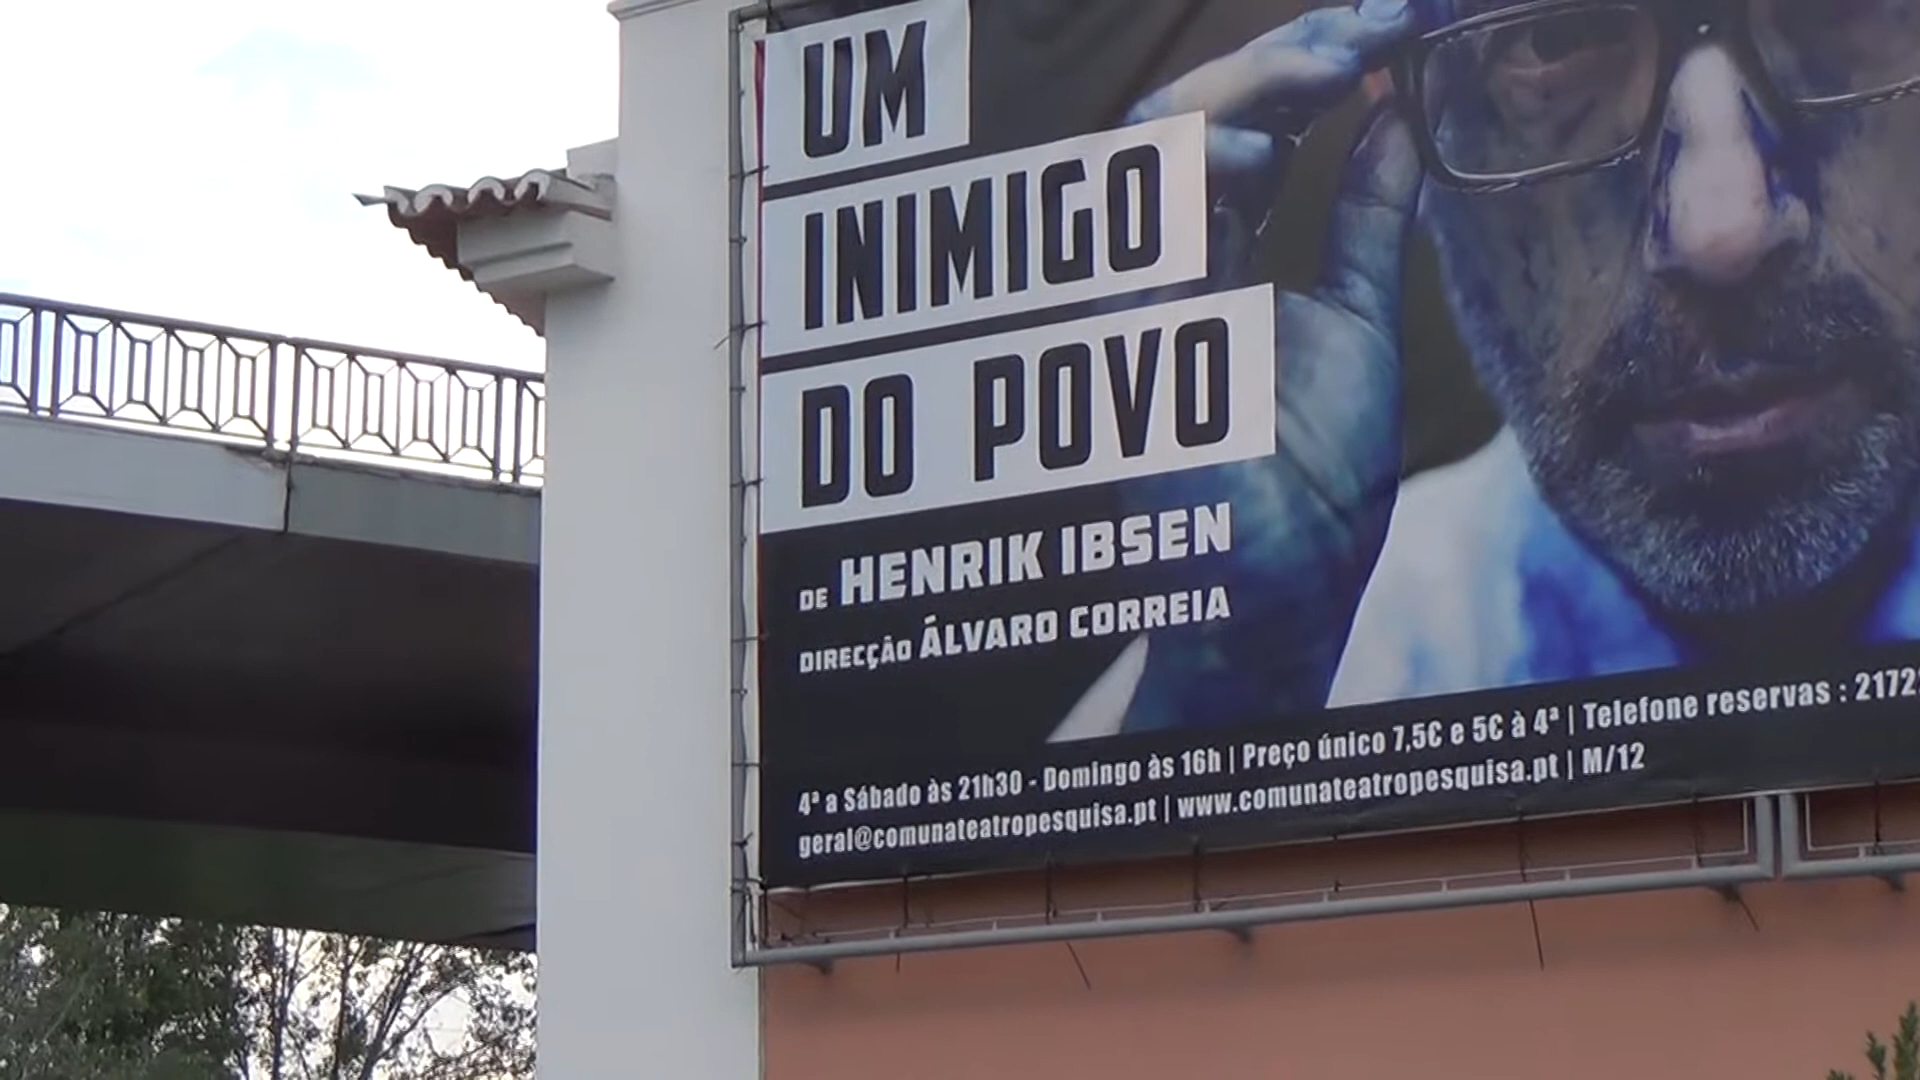 UM
INIMIGO
DO POVO
DE HENRIK IBSEN
DIRECÇÃO ÁLVARO CORREIA
4ª a Sábado às 21h30 - Domingo às 16h | Preço único 7,5€ e 5€ à 4ª | Telefone reservas :
geral@comunateatropesquisa.pt | www.comunateatropesquisa.pt | M/12